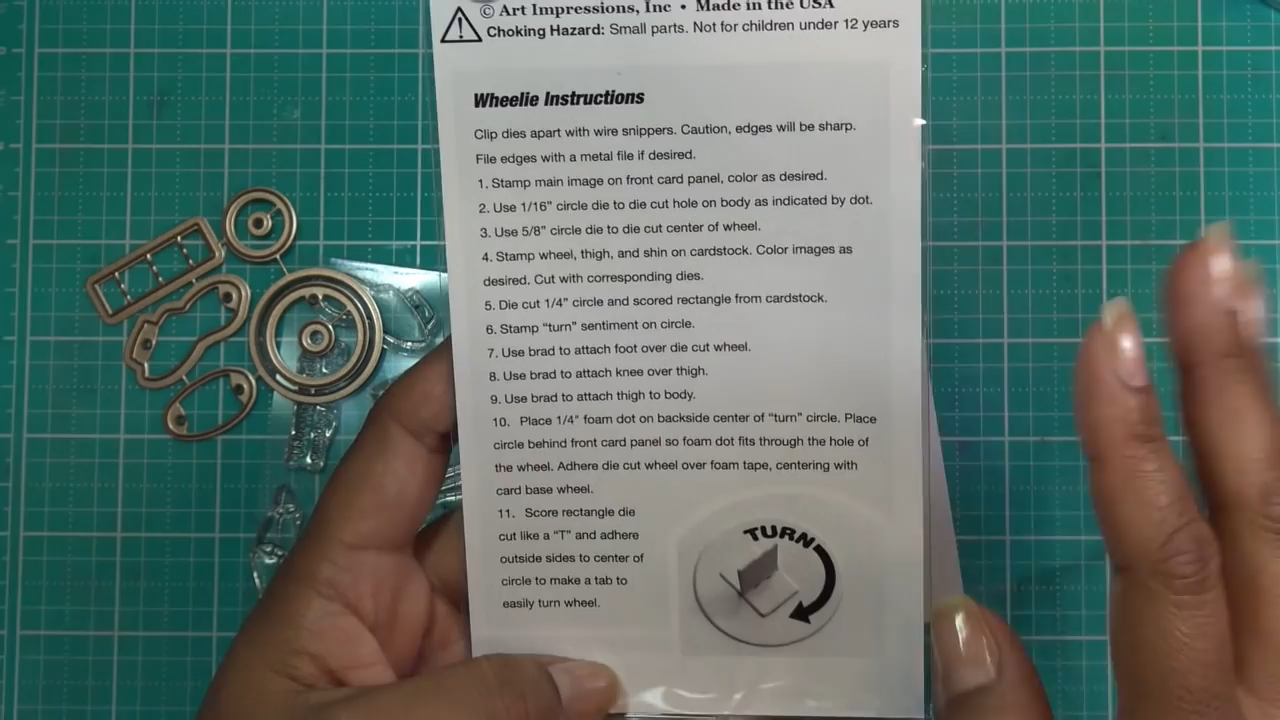 © Art Impressions, Inc • Made in the USA
Choking Hazard: Small parts. Not for children under 12 years
Wheelie Instructions
Clip dies apart with wire snippers. Caution, edges will be sharp.
File edges with a metal file if desired.
1. Stamp main image on front card panel, color as desired.
2. Use 1/16" circle die to die cut hole on body as indicated by dot.
3. Use 5/8" circle die to die cut center of wheel.
4. Stamp wheel, thigh, and shin on cardstock. Color images as
desired. Cut with corresponding dies.
5. Die cut 1/4" circle and scored rectangle from cardstock.
6. Stamp “turn” sentiment on circle.
7. Use brad to attach foot over die cut wheel.
8. Use brad to attach knee over thigh.
9. Use brad to attach thigh to body.
10. Place 1/4" foam dot on backside center of “turn” circle. Place
circle behind front card panel so foam dot fits through the hole of
the wheel. Adhere die cut wheel over foam tape, centering with
card base wheel.
11. Score rectangle die
cut like a “T” and adhere
outside sides to center of
circle to make a tab to
easily turn wheel.
TURN